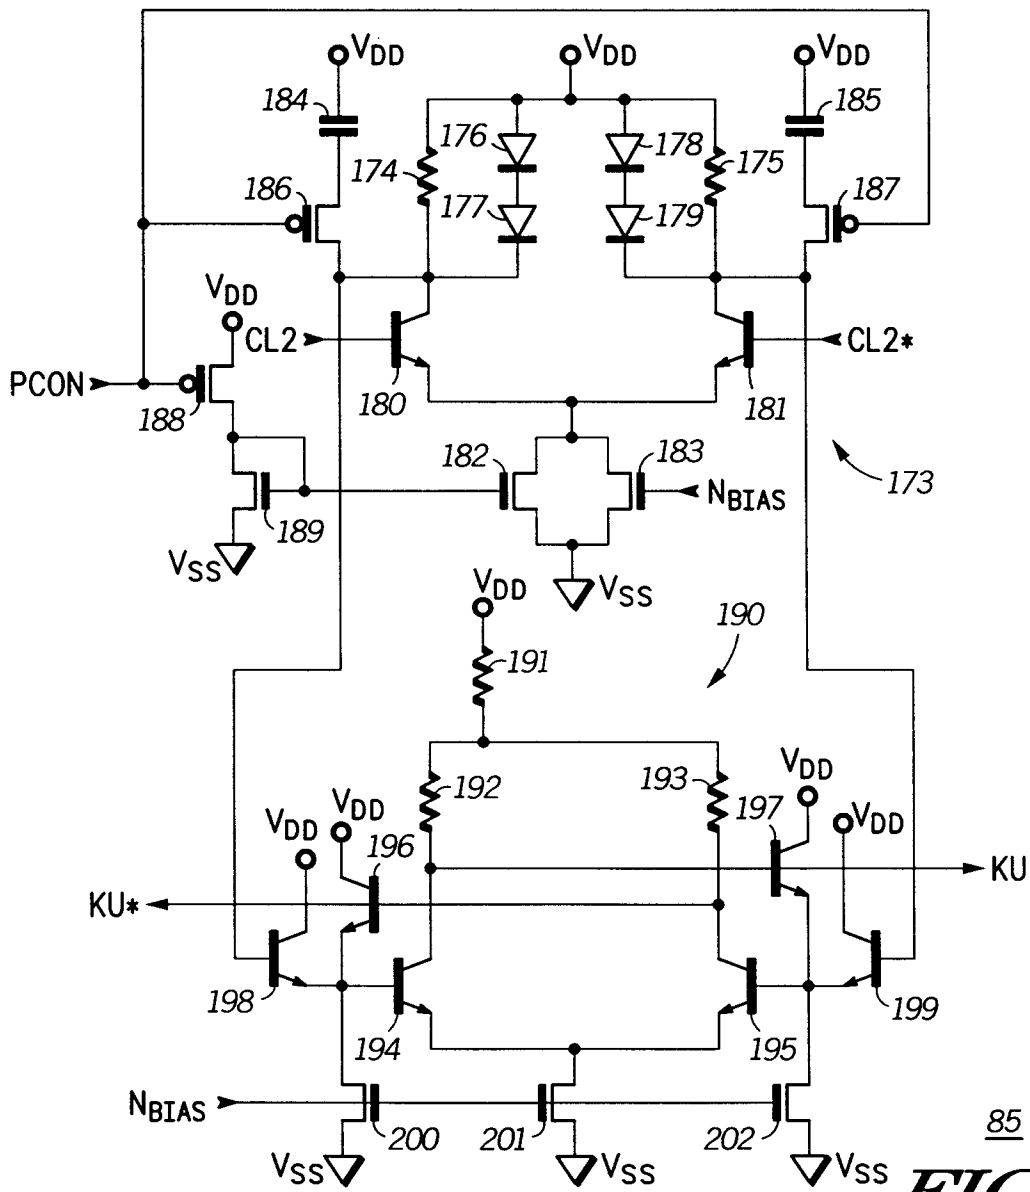 VDD
VDD
VDD
184
185
176
178
174
175
186
187
177
179
VDD
CL2
CL2*
PCON
180
181
188
182
183
173
NBIAS
189
VSS
VSS
VDD
190
191
192
193
VDD
197
VDD
VDD
VDD
196
KU
KU*
198
199
194
195
NBIAS
200
201
202
85
VSS
VSS
VSS
FIG